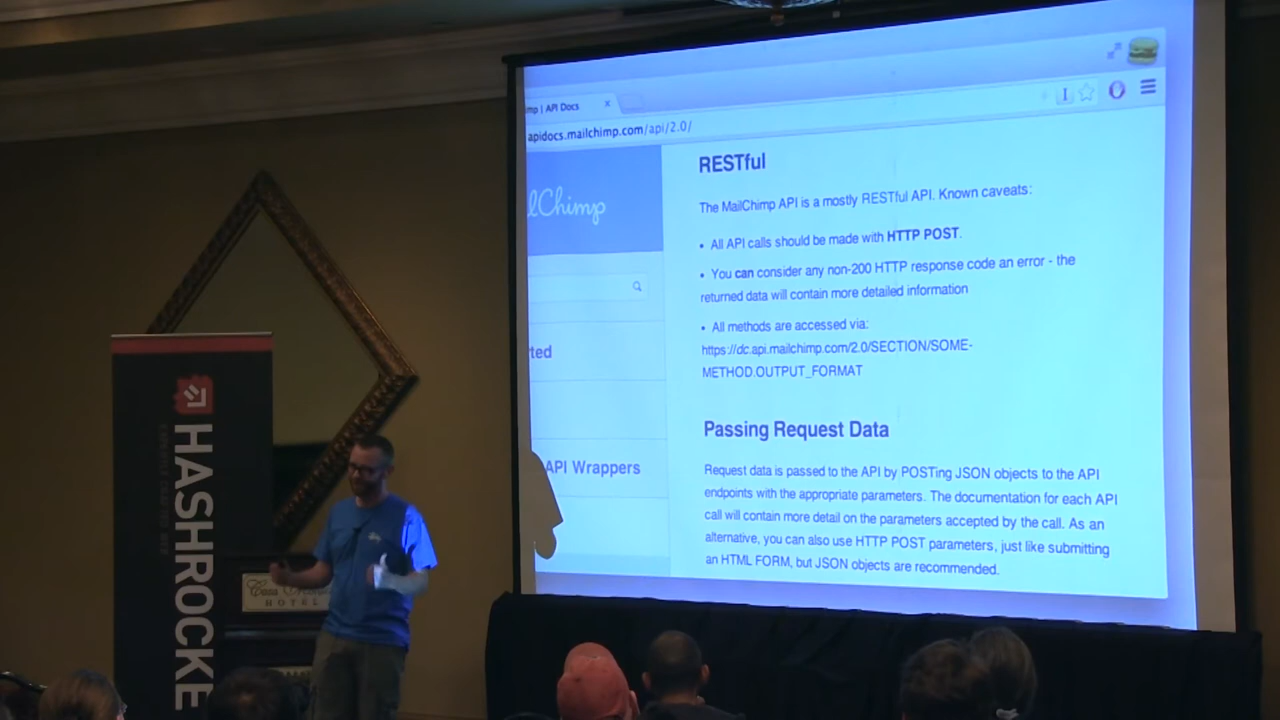 imp | API Docs
apidocs.mailchimp.com/api/2.0/
lChimp
ted
API Wrappers
RESTful
The MailChimp API is a mostly RESTful API. Known caveats:
• All API calls should be made with HTTP POST.
• You can consider any non-200 HTTP response code an error - the
returned data will contain more detailed information
• All methods are accessed via:
https://dc.api.mailchimp.com/2.0/SECTION/SOME-
METHOD.OUTPUT_FORMAT
Passing Request Data
Request data is passed to the API by POSTing JSON objects to the API
endpoints with the appropriate parameters. The documentation for each API
call will contain more detail on the parameters accepted by the call. As an
alternative, you can also use HTTP POST parameters, just like submitting
an HTML FORM, but JSON objects are recommended.
HASHROCKE
HOTEL